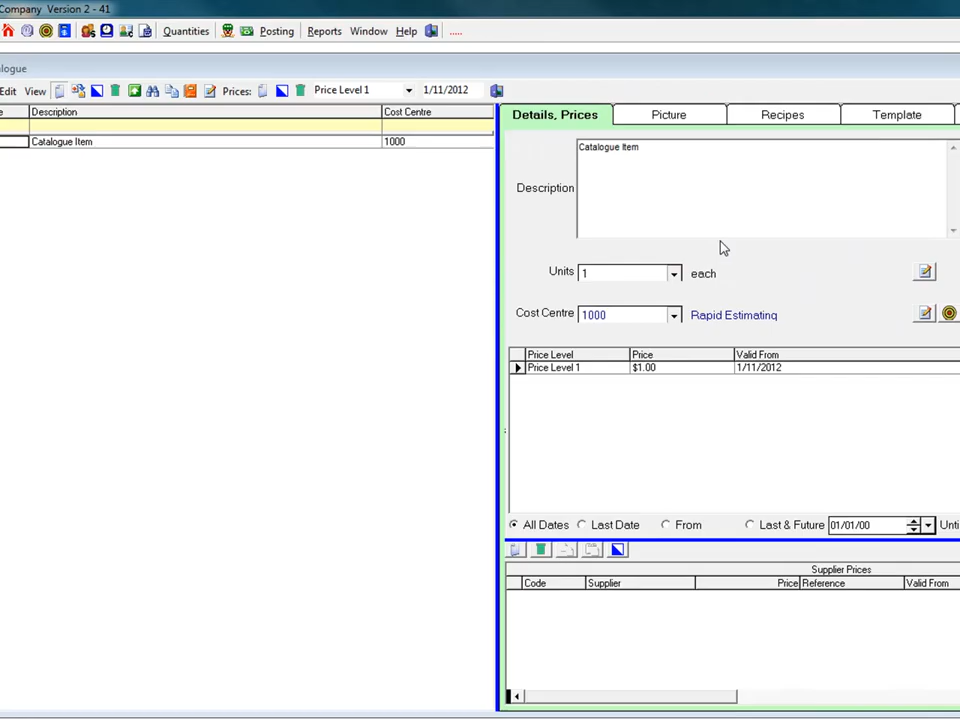 Company Version 2 - 41
Quantities Posting Reports Window Help .....
alogue
Edit View Prices: Price Level 1 1/11/2012
e Description Cost Centre
Catalogue Item 1000
Details, Prices Picture Recipes Template
Description Catalogue Item
Units 1 each
Cost Centre 1000 Rapid Estimating
Price Level Price Valid From
Price Level 1 $1.00 1/11/2012
All Dates Last Date From Last & Future 01/01/00 Unti
Supplier Prices
Code Supplier Price Reference Valid From